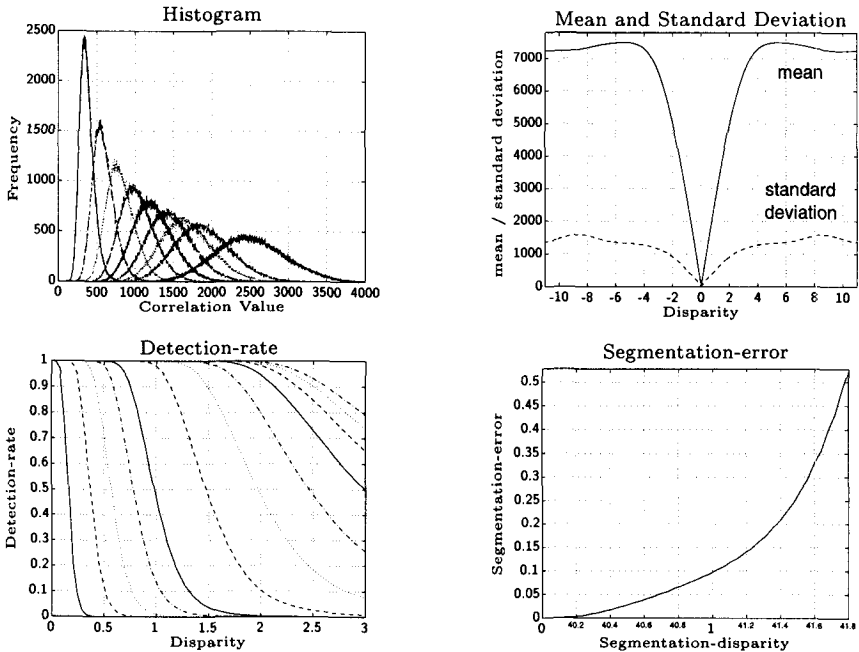 Histogram
2500
2000
1500
1000
500
0
Frequency
0 500 1000 1500 2000 2500 3000 3500 4000
Correlation Value
Mean and Standard Deviation
7000
6000
5000
4000
3000
2000
1000
0
mean / standard deviation
mean
standard
deviation
-10 -8 -6 -4 -2 0 2 4 6 8 10
Disparity
Detection-rate
1
0.9
0.8
0.7
0.6
0.5
0.4
0.3
0.2
0.1
0
Detection-rate
0 0.5 1 1.5 2 2.5 3
Disparity
Segmentation-error
0.5
0.45
0.4
0.35
0.3
0.25
0.2
0.15
0.1
0.05
0
Segmentation-error
0 40.2 40.4 40.6 40.8 1 41.2 41.4 41.6 41.8
Segmentation-disparity